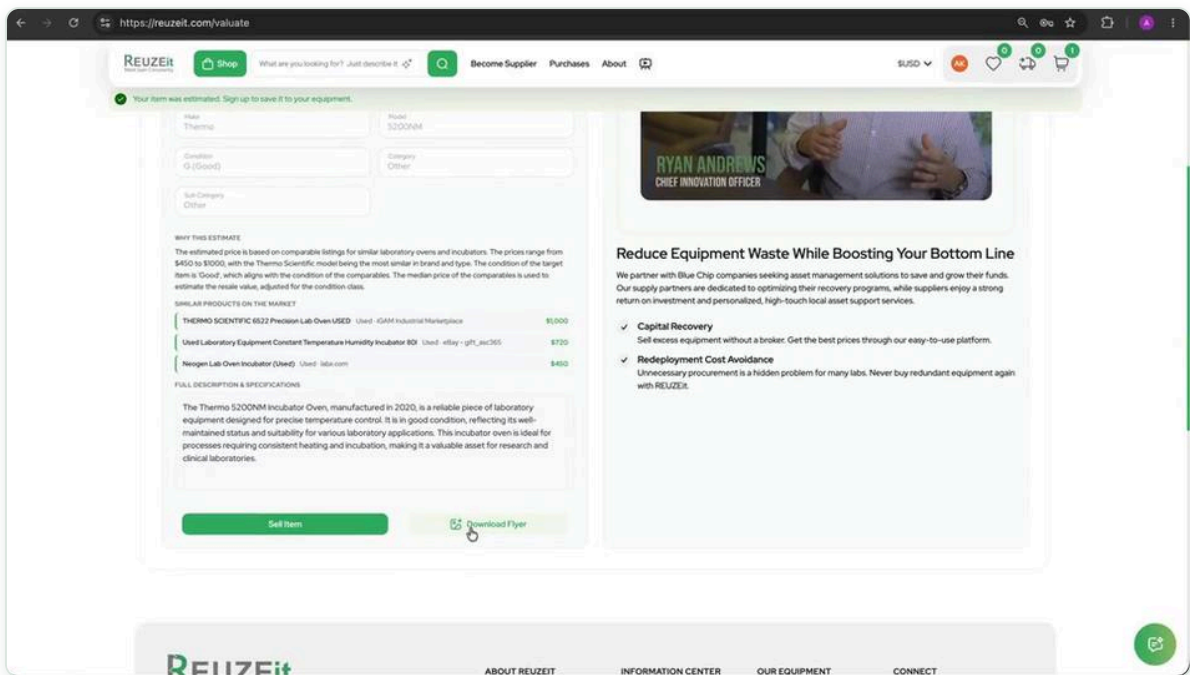 https://reuzeit.com/valuate
REUZEit
Shop
What are you looking for? Just describe it
Become Supplier
Purchases
About
$USD
AK
0
0
1
A
Your item was estimated. Sign up to save it to your equipment.
Make
Thermo
Model
5200NM
Condition
G (Good)
Category
Other
Sub Category
Other
WHY THIS ESTIMATE
The estimated price is based on comparable listings for similar laboratory ovens and incubators. The prices range from
$450 to $1000, with the Thermo Scientific model being the most similar in brand and type. The condition of the target
item is 'Good', which aligns with the condition of the comparables. The median price of the comparables is used to
estimate the resale value, adjusted for the condition class.
SIMILAR PRODUCTS ON THE MARKET
THERMO SCIENTIFIC 6522 Precision Lab Oven USED Used · iGAM Industrial Marketplace $1,000
Used Laboratory Equipment Constant Temperature Humidity Incubator 80l Used · eBay - gift_asc365 $720
Neogen Lab Oven Incubator (Used) Used · labx.com $450
FULL DESCRIPTION & SPECIFICATIONS
The Thermo 5200NM Incubator Oven, manufactured in 2020, is a reliable piece of laboratory
equipment designed for precise temperature control. It is in good condition, reflecting its well-
maintained status and suitability for various laboratory applications. This incubator oven is ideal for
processes requiring consistent heating and incubation, making it a valuable asset for research and
clinical laboratories.
Sell Item
Download Flyer
RYAN ANDREWS
CHIEF INNOVATION OFFICER
Reduce Equipment Waste While Boosting Your Bottom Line
We partner with Blue Chip companies seeking asset management solutions to save and grow their funds.
Our supply partners are dedicated to optimizing their recovery programs, while suppliers enjoy a strong
return on investment and personalized, high-touch local asset support services.
Capital Recovery
Sell excess equipment without a broker. Get the best prices through our easy-to-use platform.
Redeployment Cost Avoidance
Unnecessary procurement is a hidden problem for many labs. Never buy redundant equipment again
with REUZEit.
REUZEit
ABOUT REUZEIT
INFORMATION CENTER
OUR EQUIPMENT
CONNECT